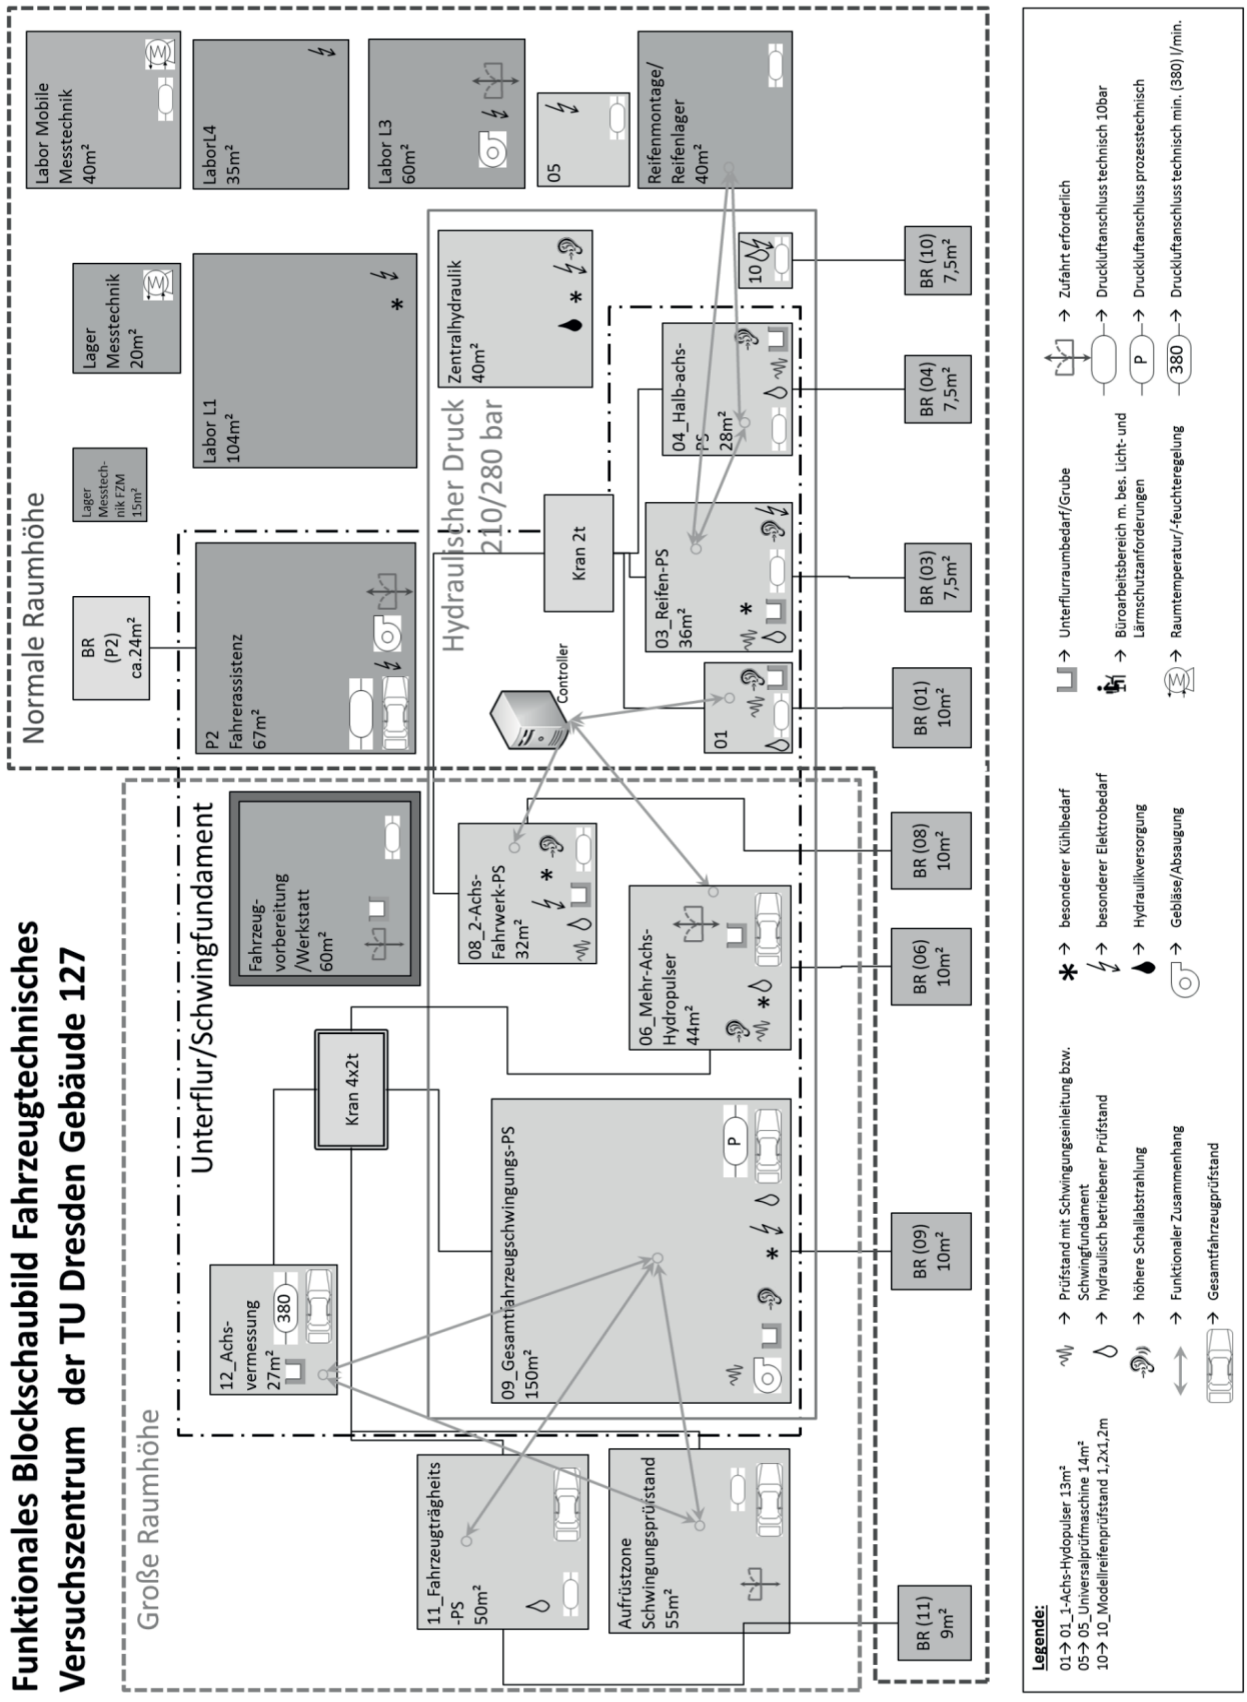 Funktionales Blockschaubild Fahrzeugtechnisches
Versuchszentrum der TU Dresden Gebäude 127
Große Raumhöhe
Normale Raumhöhe
Unterflur/Schwingfundament
Hydraulischer Druck
210/280 bar
11_Fahrzeugträgheits
-PS
50m²
Aufrüstzone
Schwingungsprüfstand
55m²
12_Achs-
vermessung
27m²
380
Kran 4x2t
09_Gesamtfahrzeugschwingungs-PS
150m²
P
Fahrzeug-
vorbereitung
/Werkstatt
60m²
08_2-Achs-
Fahrwerk-PS
32m²
06_Mehr-Achs-
Hydropulser
44m²
BR
(P2)
ca.24m²
P2
Fahrerassistenz
67m²
Controller
Kran 2t
01
03_Reifen-PS
36m²
04_Halb-achs-
PS
28m²
10
Lager
Messtech-
nik FZM
15m²
Lager
Messtechnik
20m²
Labor L1
104m²
Zentralhydraulik
40m²
Labor Mobile
Messtechnik
40m²
LaborL4
35m²
Labor L3
60m²
05
Reifenmontage/
Reifenlager
40m²
BR (11)
9m²
BR (09)
10m²
BR (06)
10m²
BR (08)
10m²
BR (01)
10m²
BR (03)
7,5m²
BR (04)
7,5m²
BR (10)
7,5m²
Legende:
01→ 01_1-Achs-Hydopulser 13m²
05→ 05_Universalprüfmaschine 14m²
10→ 10_Modellreifenprüfstand 1,2x1,2m
→ Prüfstand mit Schwingungseinleitung bzw.
Schwingfundament
→ hydraulisch betriebener Prüfstand
→ höhere Schallabstrahlung
→ Funktionaler Zusammenhang
→ Gesamtfahrzeugprüfstand
* → besonderer Kühlbedarf
→ besonderer Elektrobedarf
→ Hydraulikversorgung
→ Gebläse/Absaugung
→ Unterflurraumbedarf/Grube
→ Büroarbeitsbereich m. bes. Licht- und
Lärmschutzanforderungen
→ Raumtemperatur/-feuchteregelung
→ Zufahrt erforderlich
→ Druckluftanschluss technisch 10bar
P → Druckluftanschluss prozesstechnisch
380 → Druckluftanschluss technisch min. (380) l/min.